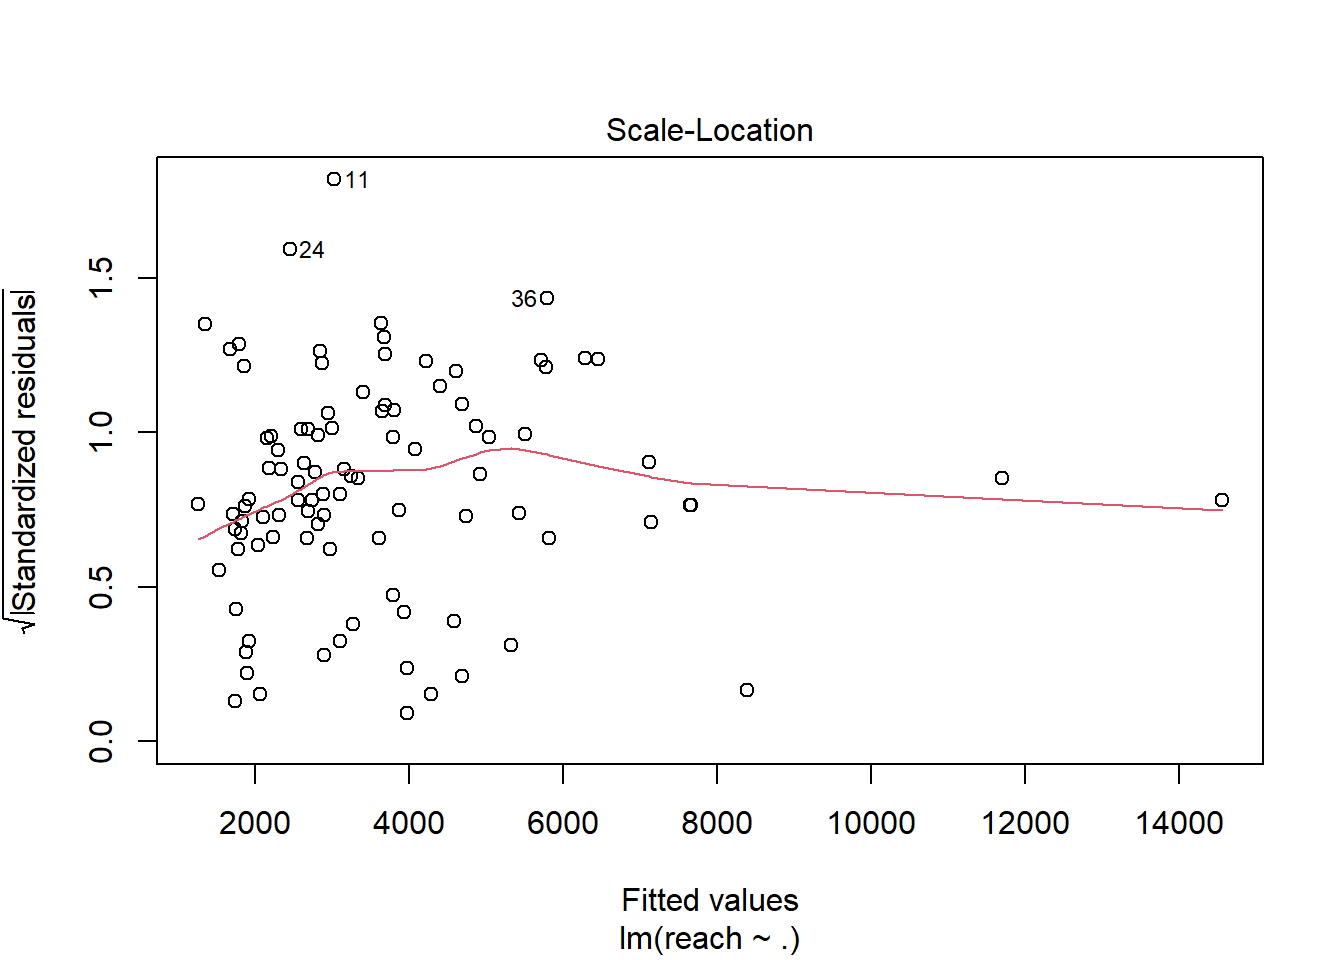 Scale-Location
11
24
36
√|Standardized residuals|
0.0
0.5
1.0
1.5
2000 4000 6000 8000 10000 12000 14000
Fitted values
lm(reach ~ .)